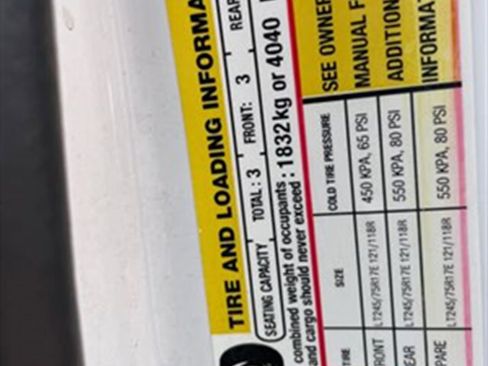 TIRE AND LOADING INFORMA
SEATING CAPACITY TOTAL : 3 FRONT: 3 REAR
combined weight of occupants : 1832kg or 4040
and cargo should never exceed
TIRE SIZE COLD TIRE PRESSURE
RONT LT245/75R17E 121/118R 450 KPA, 65 PSI
EAR LT245/75R17E 121/118R 550 KPA, 80 PSI
PARE LT245/75R17E 121/118R 550 KPA, 80 PSI
SEE OWNER
MANUAL F
ADDITION
INFORMAT